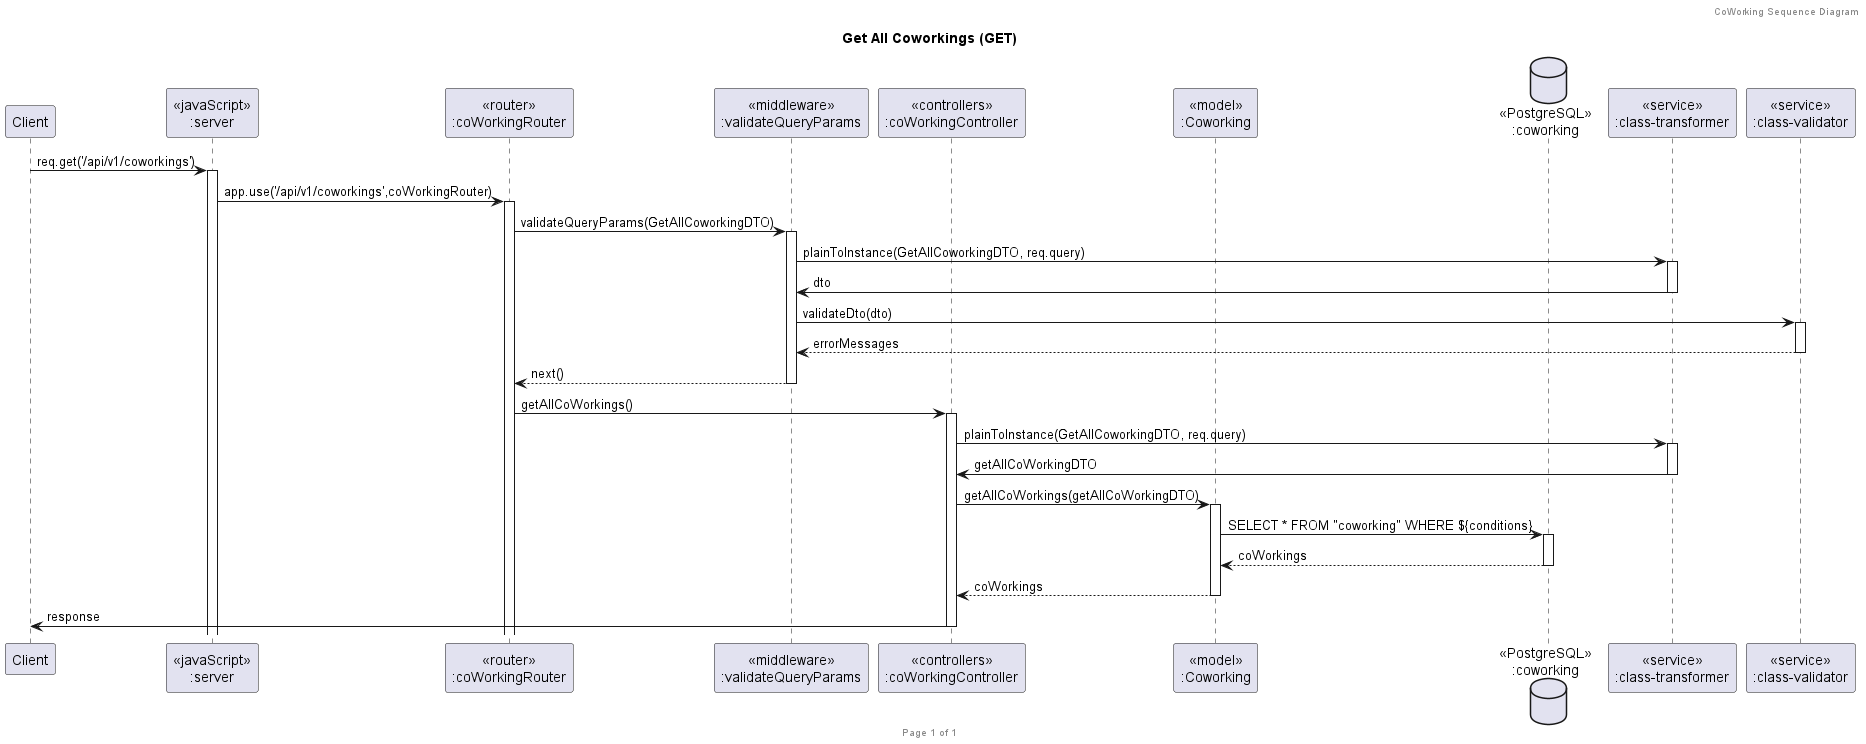 CoWorking Sequence Diagram
Get All Coworkings (GET)
Client
«javaScript»
:server
«router»
:coWorkingRouter
«middleware»
:validateQueryParams
«controllers»
:coWorkingController
«model»
:Coworking
«PostgreSQL»
:coworking
«service»
:class-transformer
«service»
:class-validator
req.get('/api/v1/coworkings')
app.use('/api/v1/coworkings',coWorkingRouter)
validateQueryParams(GetAllCoworkingDTO)
plainToInstance(GetAllCoworkingDTO, req.query)
dto
validateDto(dto)
errorMessages
next()
getAllCoWorkings()
plainToInstance(GetAllCoworkingDTO, req.query)
getAllCoWorkingDTO
getAllCoWorkings(getAllCoWorkingDTO)
SELECT * FROM "coworking" WHERE ${conditions}
coWorkings
coWorkings
response
Client
«javaScript»
:server
«router»
:coWorkingRouter
«middleware»
:validateQueryParams
«controllers»
:coWorkingController
«model»
:Coworking
«PostgreSQL»
:coworking
«service»
:class-transformer
«service»
:class-validator
Page 1 of 1